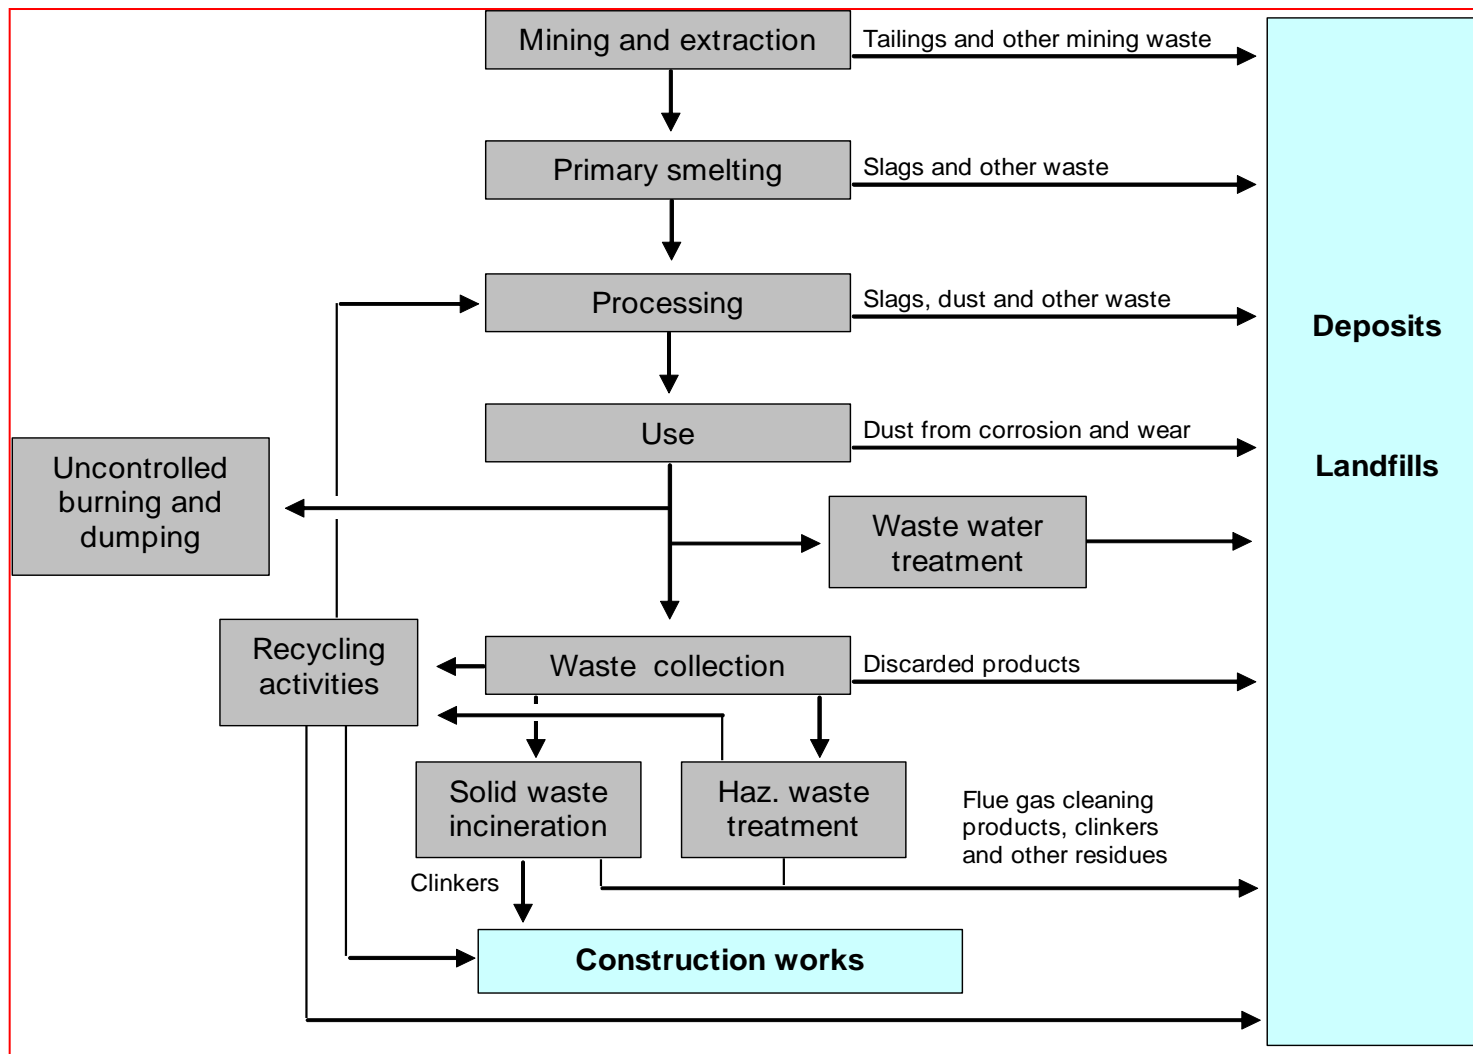 Mining and extraction
Tailings and other mining waste
Primary smelting
Slags and other waste
Processing
Slags, dust and other waste
Deposits
Use
Dust from corrosion and wear
Landfills
Uncontrolled
burning and
dumping
Waste water
treatment
Recycling
activities
Waste collection
Discarded products
Solid waste
incineration
Haz. waste
treatment
Flue gas cleaning
products, clinkers
and other residues
Clinkers
Construction works